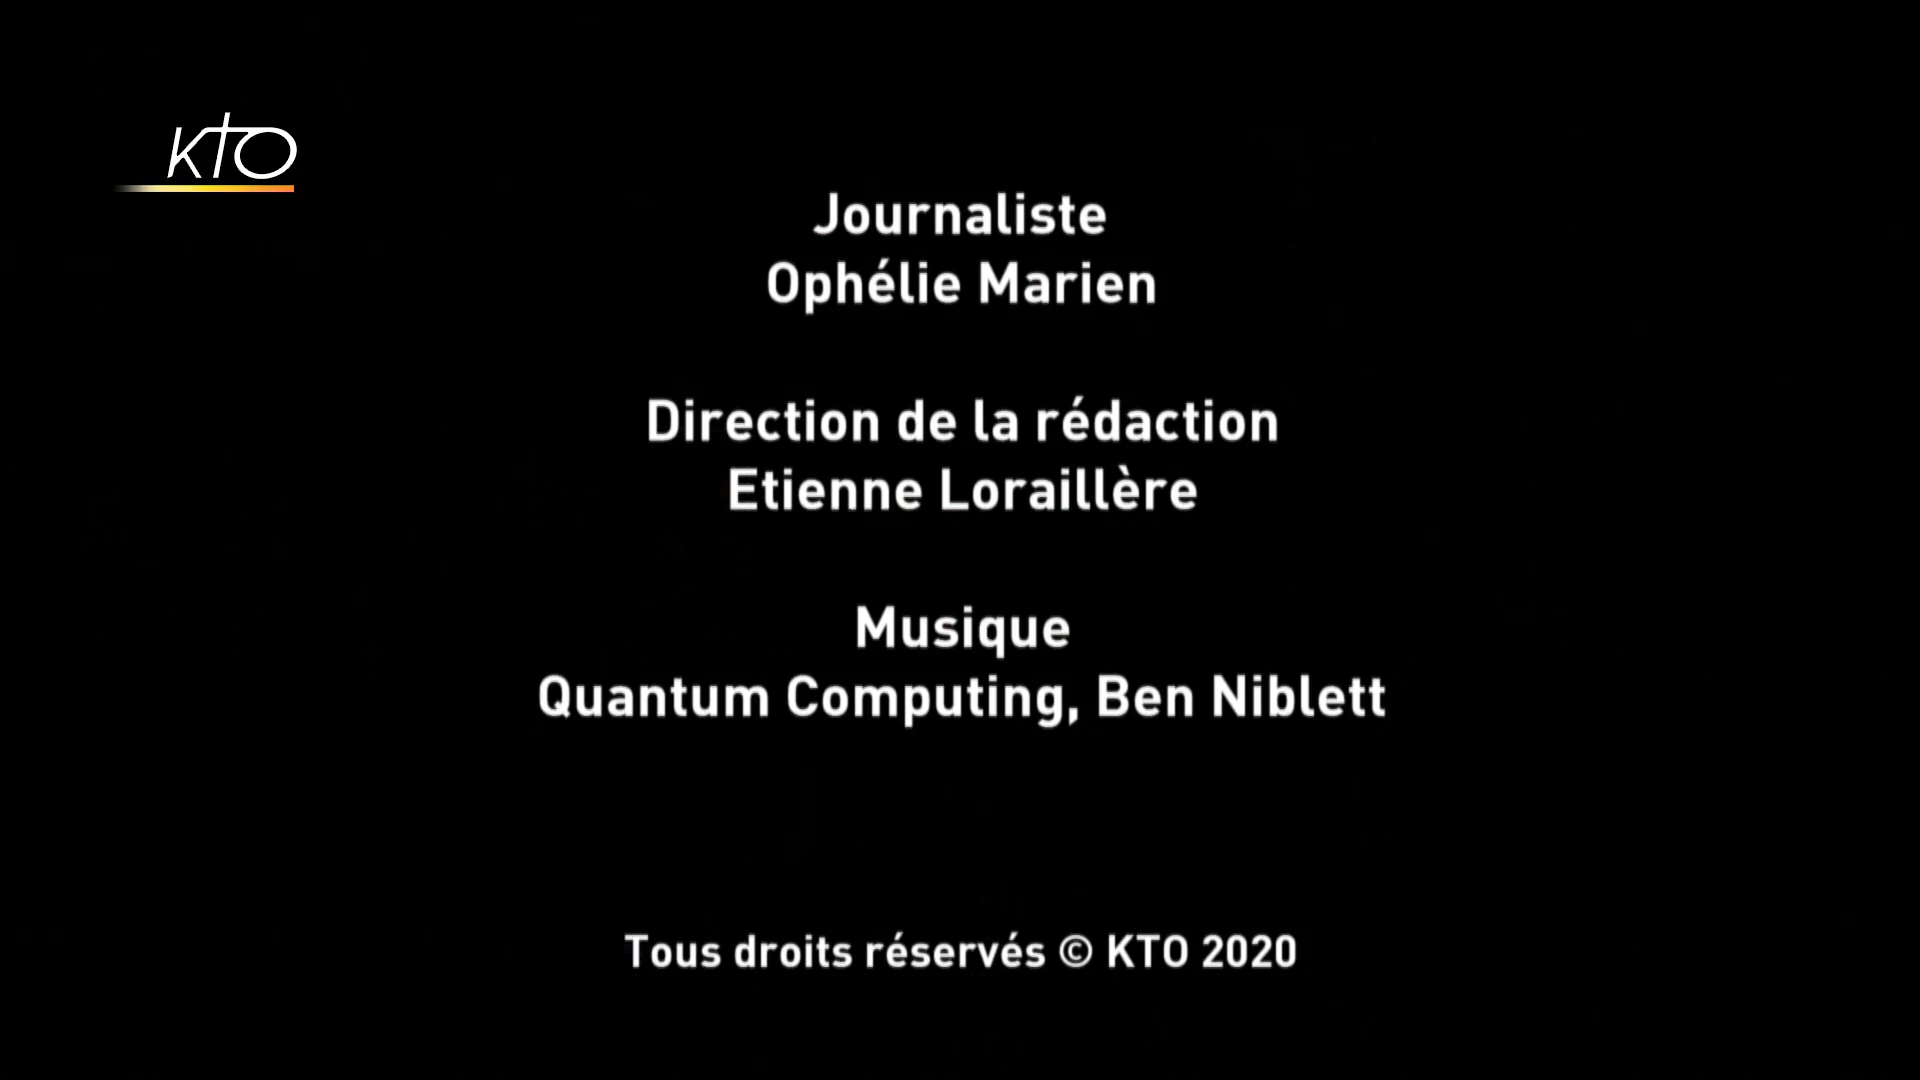 KTO
Journaliste
Ophélie Marien
Direction de la rédaction
Etienne Loraillère
Musique
Quantum Computing, Ben Niblett
Tous droits réservés © KTO 2020